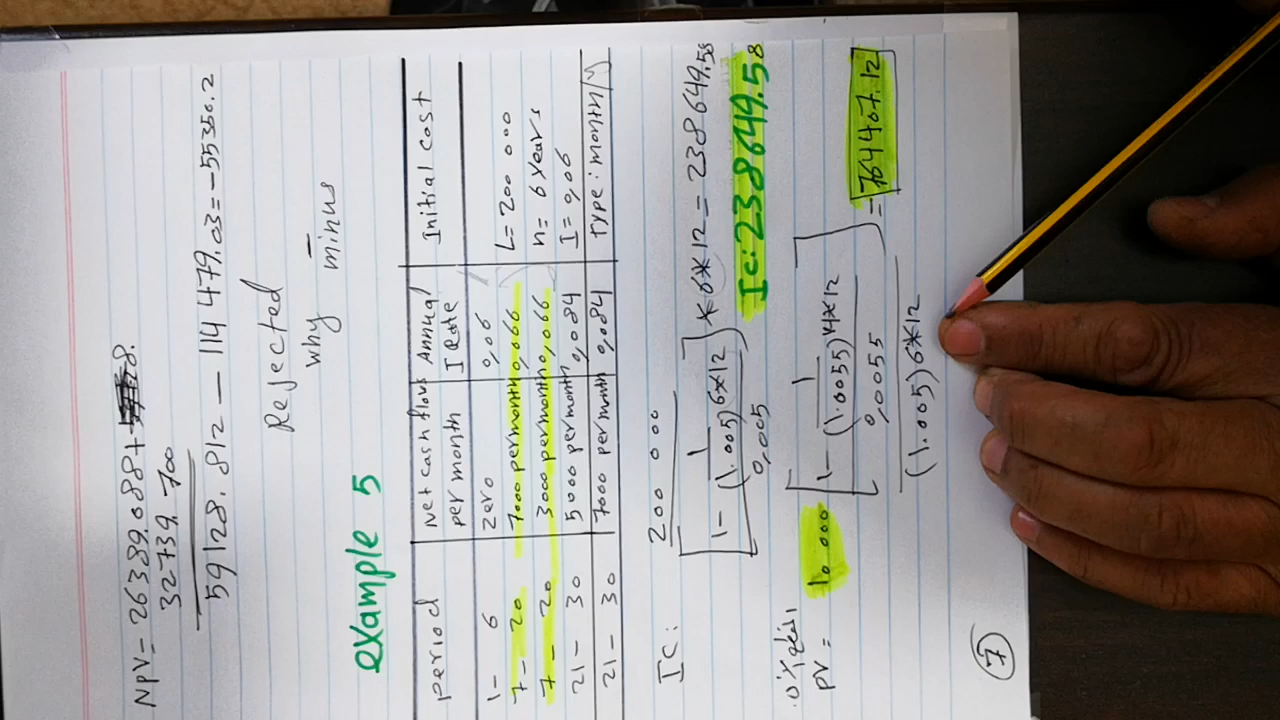 NPV = 26389.088 +
32739.700
59128.812 - 114479.03 = -55350.2
Rejected
why minus
example 5
period | Net cash flows per month | Annual I Rate | Initial cost
1 - 6 | zero | 0,06 | L = 200 000
7 - 20 | 7000 per month | 0,066 | n = 6 years
7 - 20 | 3000 per month | 0,066 | I = 0,06
21 - 30 | 5000 per month | 0,084 | Type: monthly
21 - 30 | 7000 per month | 0,084
IC: 200 000
[1 - 1
(1.005) 6*12
0,005] * 6*12 = 238649.58
Ic: 238649.58
PV = 10 000 [1 - 1
(1.0055) 14*12
0,0055] = 764407.12
(1.005) 6*12
7